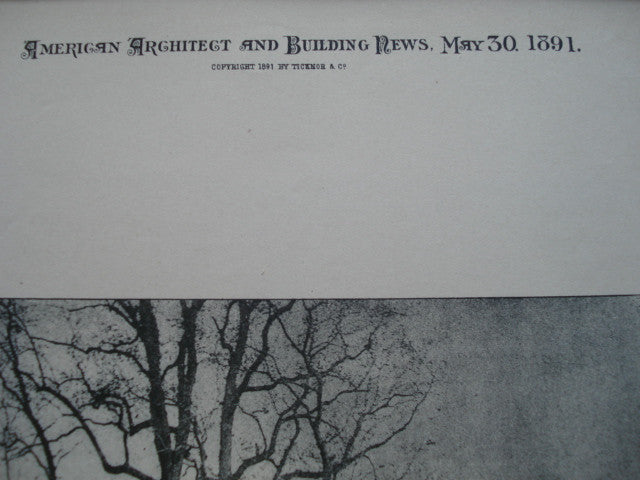 American Architect and Building News, May 30, 1891.
COPYRIGHT 1891 BY TICKNOR & Co